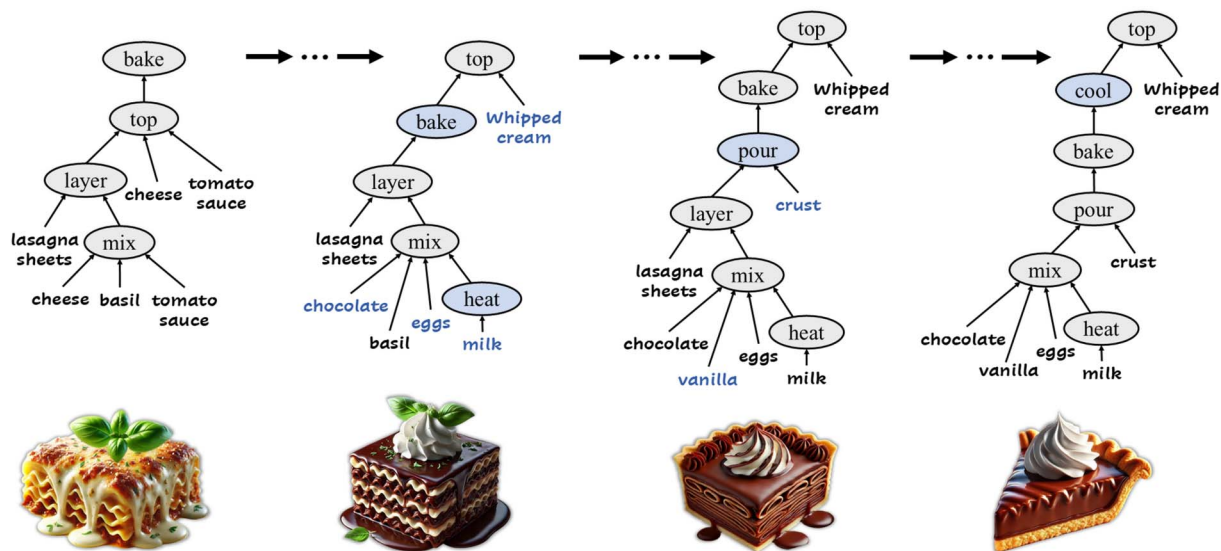 bake
top
layer
cheese
tomato
sauce
lasagna
sheets
mix
cheese
basil
tomato
sauce
...
top
bake
Whipped
cream
layer
lasagna
sheets
mix
chocolate
basil
eggs
heat
milk
...
top
bake
Whipped
cream
pour
layer
crust
lasagna
sheets
mix
chocolate
vanilla
eggs
heat
milk
...
top
cool
Whipped
cream
bake
pour
mix
crust
chocolate
vanilla
eggs
heat
milk